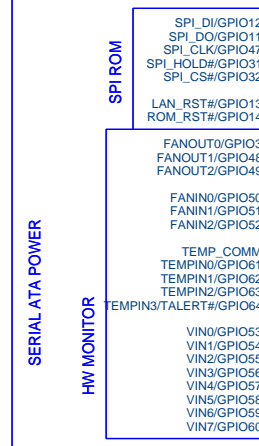 SPI ROM
SPI_DI/GPIO12
SPI_DO/GPIO11
SPI_CLK/GPIO47
SPI_HOLD#/GPIO31
SPI_CS#/GPIO32
LAN_RST#/GPIO13
ROM_RST#/GPIO14
SERIAL ATA POWER
HW MONITOR
FANOUT0/GPIO3
FANOUT1/GPIO48
FANOUT2/GPIO49
FANIN0/GPIO50
FANIN1/GPIO51
FANIN2/GPIO52
TEMP_COMM
TEMPIN0/GPIO61
TEMPIN1/GPIO62
TEMPIN2/GPIO63
TEMPIN3/TALERT#/GPIO64
VIN0/GPIO53
VIN1/GPIO54
VIN2/GPIO55
VIN3/GPIO56
VIN4/GPIO57
VIN5/GPIO58
VIN6/GPIO59
VIN7/GPIO60